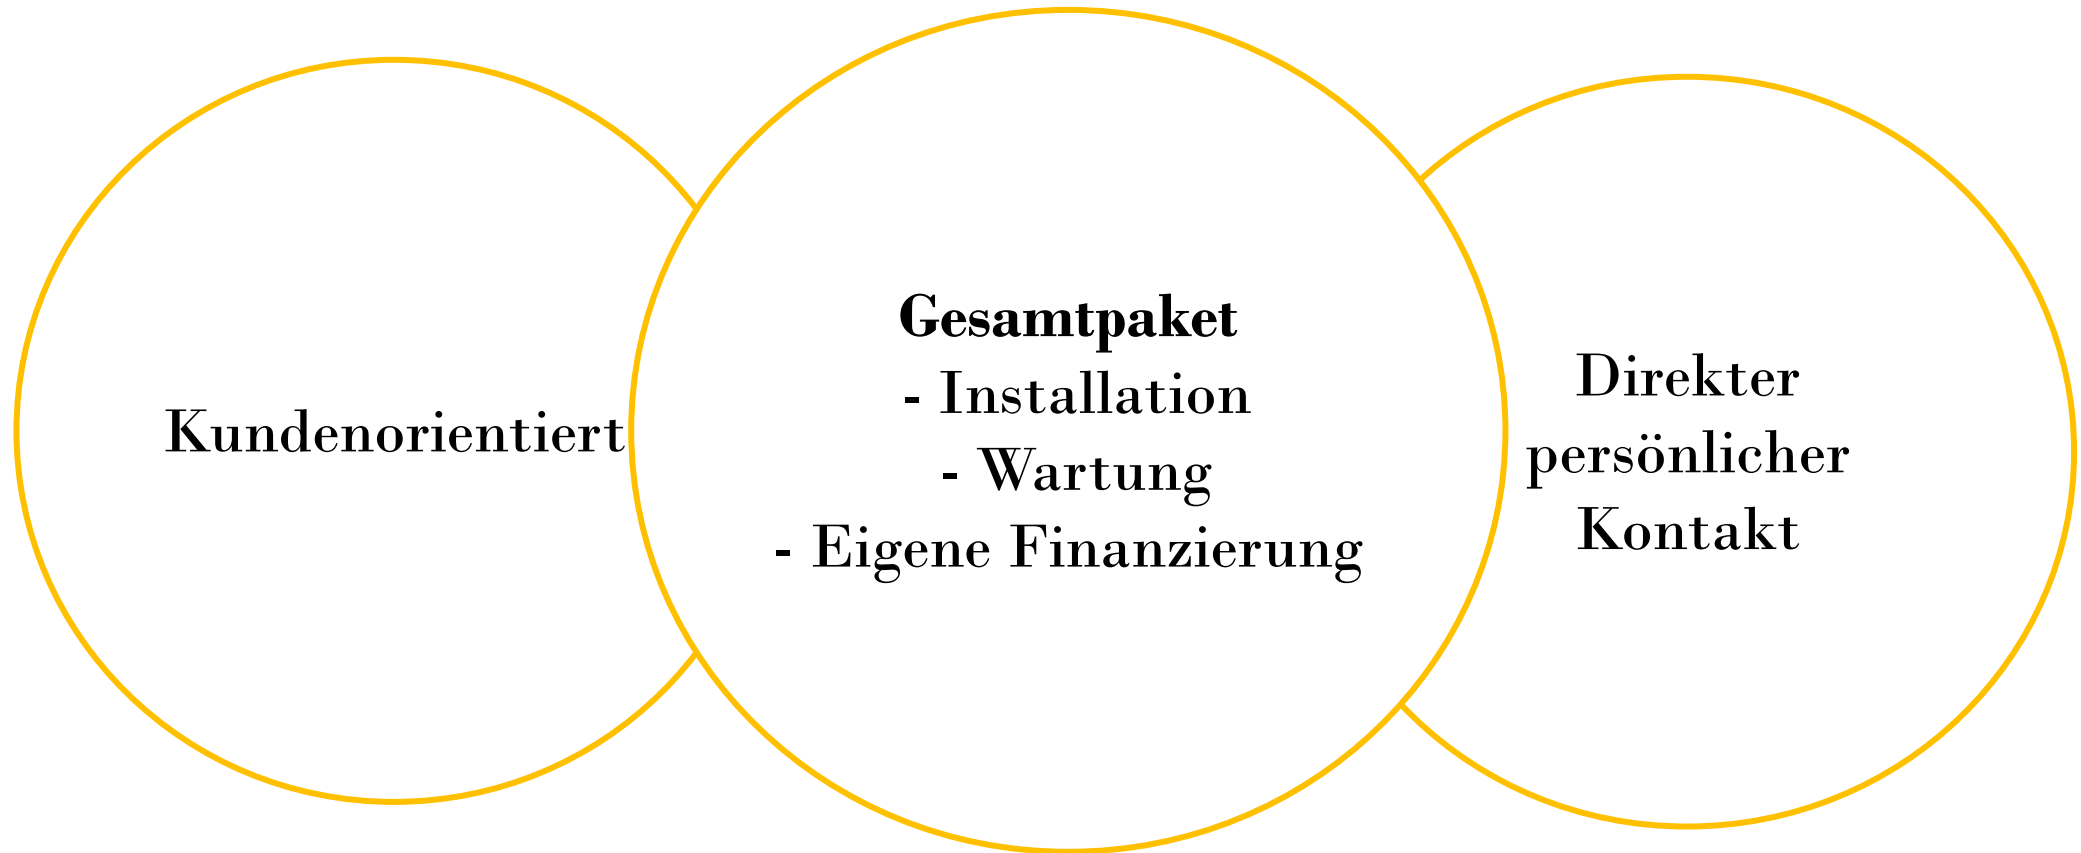 Kundenorientiert
Gesamtpaket
- Installation
- Wartung
- Eigene Finanzierung
Direkter
persönlicher
Kontakt